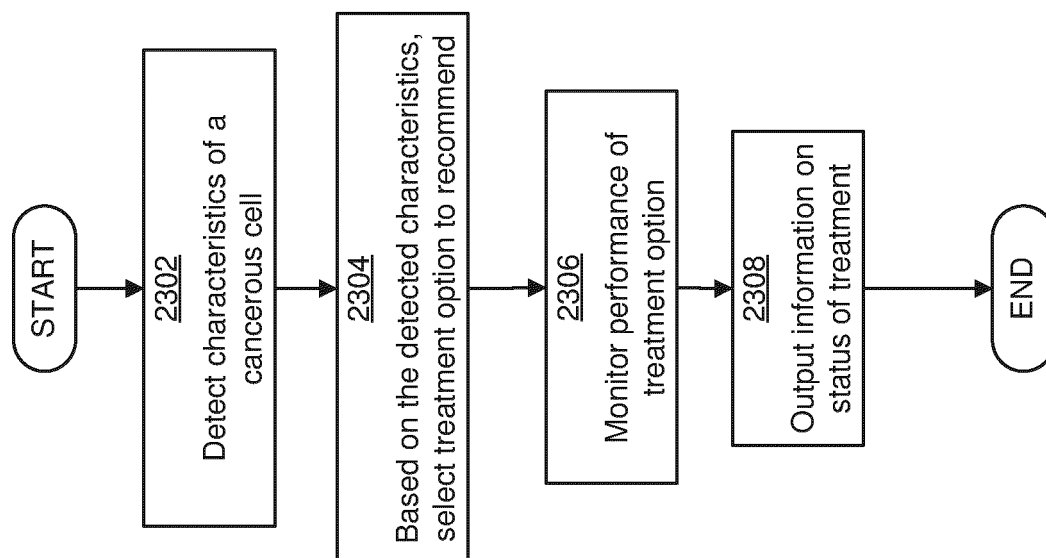 START
2302
Detect characteristics of a
cancerous cell
2304
Based on the detected characteristics,
select treatment option to recommend
2306
Monitor performance of
treatment option
2308
Output information on
status of treatment
END